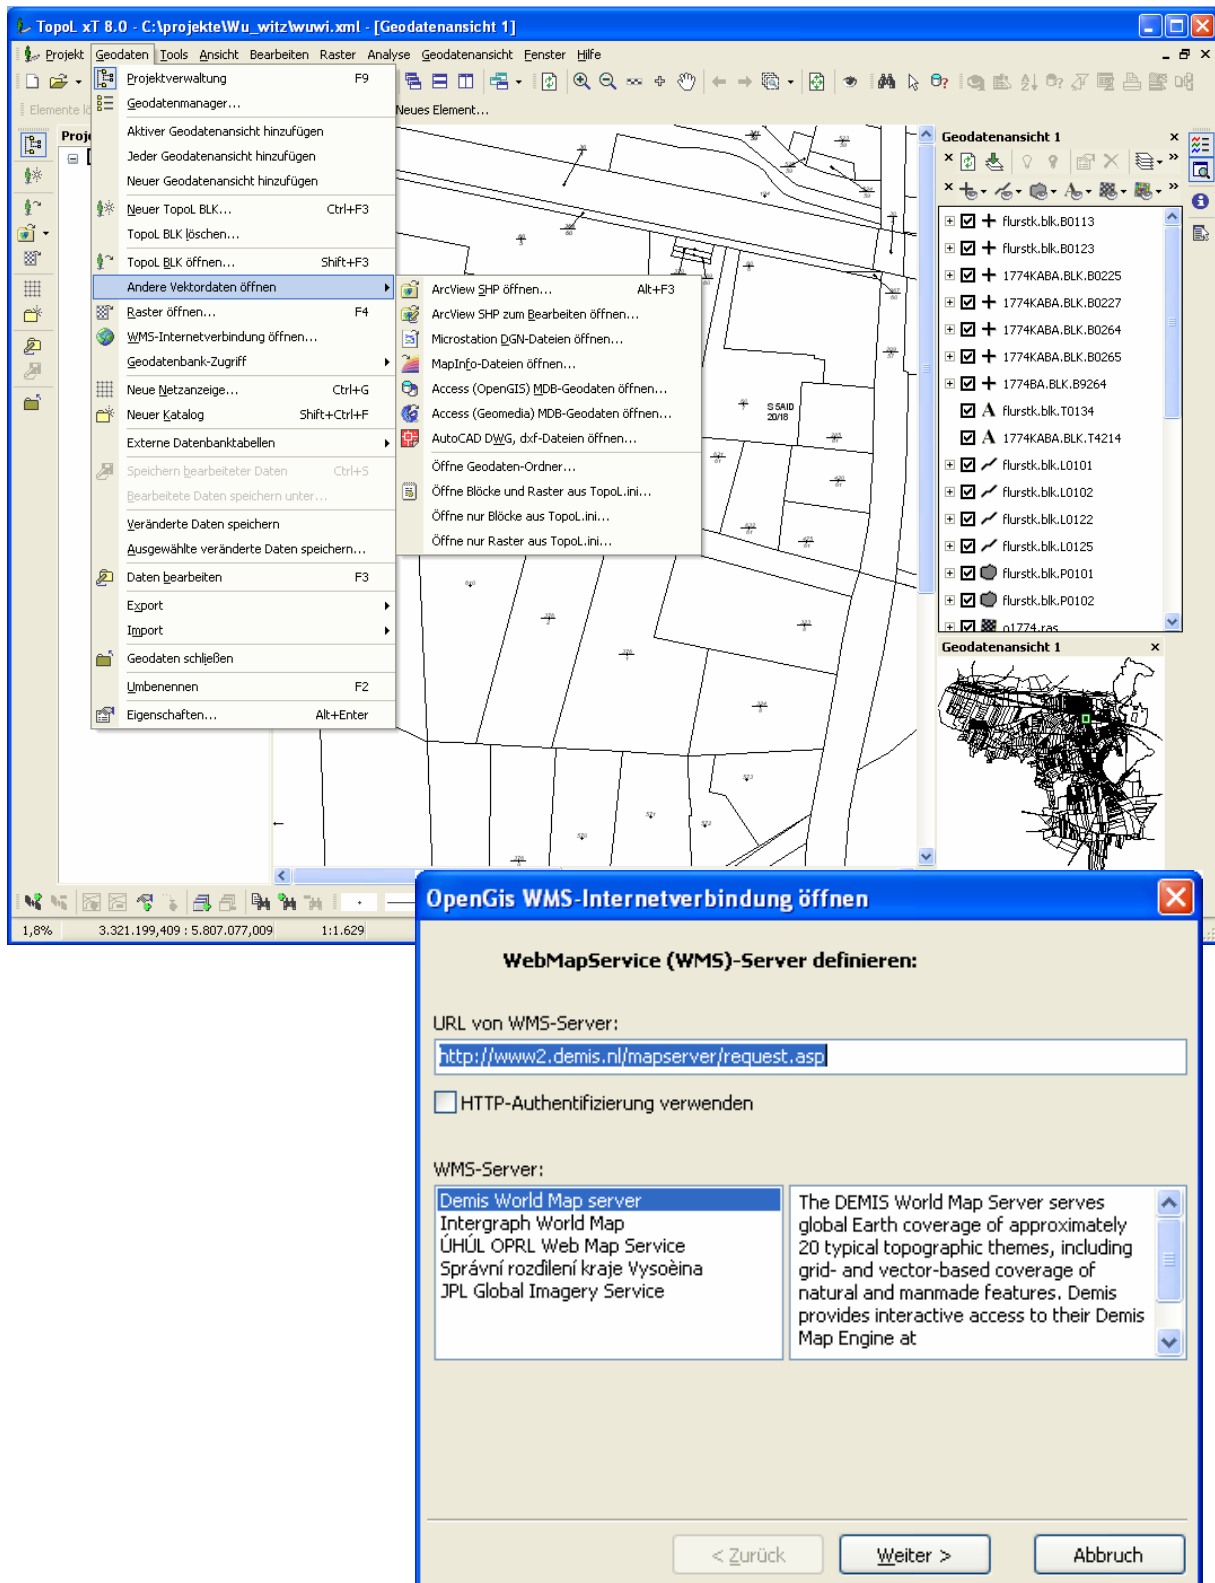 TopoL xT 8.0 - C:\projekte\Wu_witz\wuwi.xml - [Geodatenansicht 1]
Projekt Geodaten Tools Ansicht Bearbeiten Raster Analyse Geodatenansicht Fenster Hilfe
Elemente Neues Element...
Projektverwaltung F9
Geodatenmanager...
Aktiver Geodatenansicht hinzufügen
Jeder Geodatenansicht hinzufügen
Neuer Geodatenansicht hinzufügen
Neuer TopoL BLK... Ctrl+F3
TopoL BLK löschen...
TopoL BLK öffnen... Shift+F3
Andere Vektordaten öffnen
Raster öffnen... F4
WMS-Internetverbindung öffnen...
Geodatenbank-Zugriff
Neue Netzanzeige... Ctrl+G
Neuer Katalog Shift+Ctrl+F
Externe Datenbanktabellen
Speichern bearbeiteter Daten Ctrl+S
Bearbeitete Daten speichern unter...
Veränderte Daten speichern
Ausgewählte veränderte Daten speichern...
Daten bearbeiten F3
Export
Import
Geodaten schließen
Umbenennen F2
Eigenschaften... Alt+Enter
ArcView SHP öffnen... Alt+F3
ArcView SHP zum Bearbeiten öffnen...
Microstation DGN-Dateien öffnen...
MapInfo-Dateien öffnen...
Access (OpenGIS) MDB-Geodaten öffnen...
Access (Geomedia) MDB-Geodaten öffnen...
AutoCAD DWG, dxf-Dateien öffnen...
Öffne Geodaten-Ordner...
Öffne Blöcke und Raster aus TopoL.ini...
Öffne nur Blöcke aus TopoL.ini...
Öffne nur Raster aus TopoL.ini...
S 5AID
20/18
Geodatenansicht 1
flurstk.blk.B0113
flurstk.blk.B0123
1774KABA.BLK.B0225
1774KABA.BLK.B0227
1774KABA.BLK.B0264
1774KABA.BLK.B0265
1774BA.BLK.B9264
flurstk.blk.T0134
1774KABA.BLK.T4214
flurstk.blk.L0101
flurstk.blk.L0102
flurstk.blk.L0122
flurstk.blk.L0125
flurstk.blk.P0101
flurstk.blk.P0102
o1774.ras
Geodatenansicht 1
1,8% 3.321.199,409 : 5.807.077,009 1:1.629
OpenGis WMS-Internetverbindung öffnen
WebMapService (WMS)-Server definieren:
URL von WMS-Server:
http://www2.demis.nl/mapserver/request.asp
HTTP-Authentifizierung verwenden
WMS-Server:
Demis World Map server
Intergraph World Map
ÚHÚL OPRL Web Map Service
Správní rozdìlení kraje Vysoèina
JPL Global Imagery Service
The DEMIS World Map Server serves
global Earth coverage of approximately
20 typical topographic themes, including
grid- and vector-based coverage of
natural and manmade features. Demis
provides interactive access to their Demis
Map Engine at
< Zurück Weiter > Abbruch